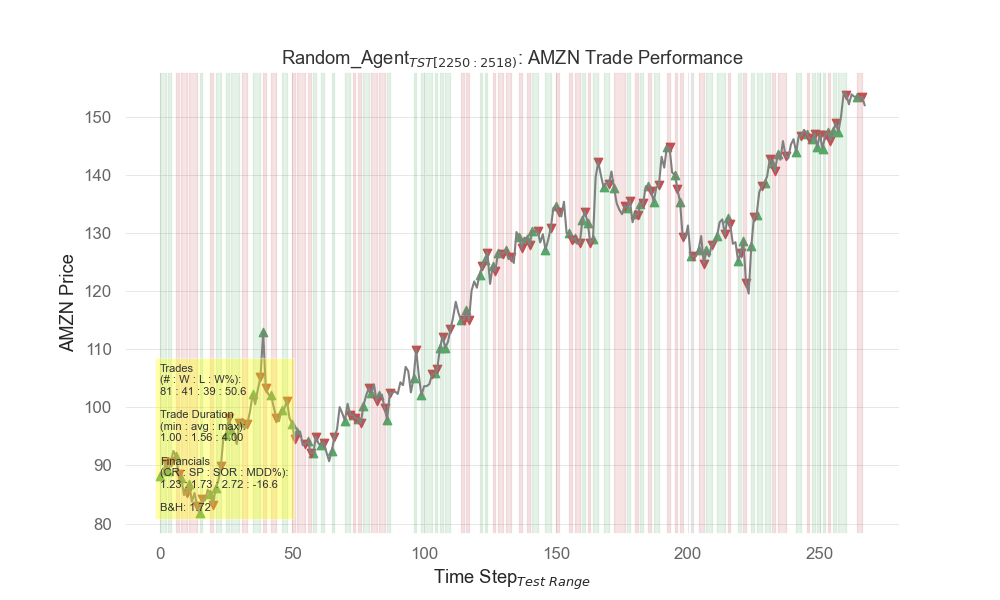 Random_Agent TST[2250 : 2518): AMZN Trade Performance
AMZN Price
150
140
130
120
110
100
90
80
Trades
(# : W : L : W%):
81 : 41 : 39 : 50.6
Trade Duration
(min : avg : max):
1.00 : 1.56 : 4.00
Financials
(CR : SP : SOR : MDD%):
1.23 : 1.73 : 2.72 : -16.6
B&H: 1.72
0 50 100 150 200 250
Time Step Test Range